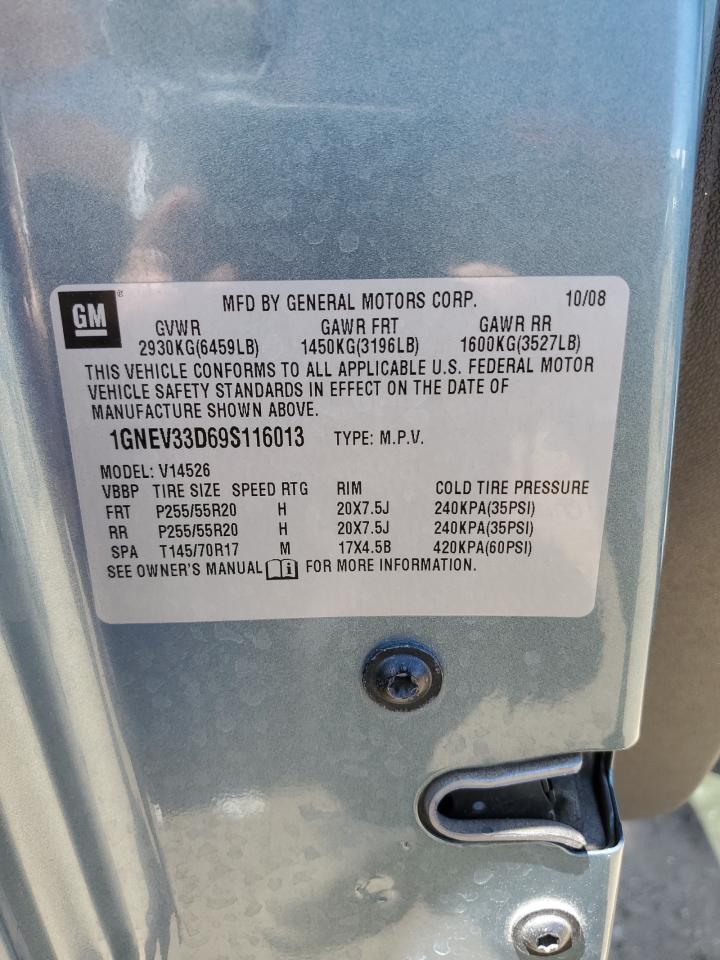 GM ®
MFD BY GENERAL MOTORS CORP. 10/08
GVWR GAWR FRT GAWR RR
2930KG(6459LB) 1450KG(3196LB) 1600KG(3527LB)
THIS VEHICLE CONFORMS TO ALL APPLICABLE U.S. FEDERAL MOTOR
VEHICLE SAFETY STANDARDS IN EFFECT ON THE DATE OF
MANUFACTURE SHOWN ABOVE.
1GNEV33D69S116013 TYPE: M.P.V.
MODEL: V14526
VBBP TIRE SIZE SPEED RTG RIM COLD TIRE PRESSURE
FRT P255/55R20 H 20X7.5J 240KPA(35PSI)
RR P255/55R20 H 20X7.5J 240KPA(35PSI)
SPA T145/70R17 M 17X4.5B 420KPA(60PSI)
SEE OWNER'S MANUAL i FOR MORE INFORMATION.